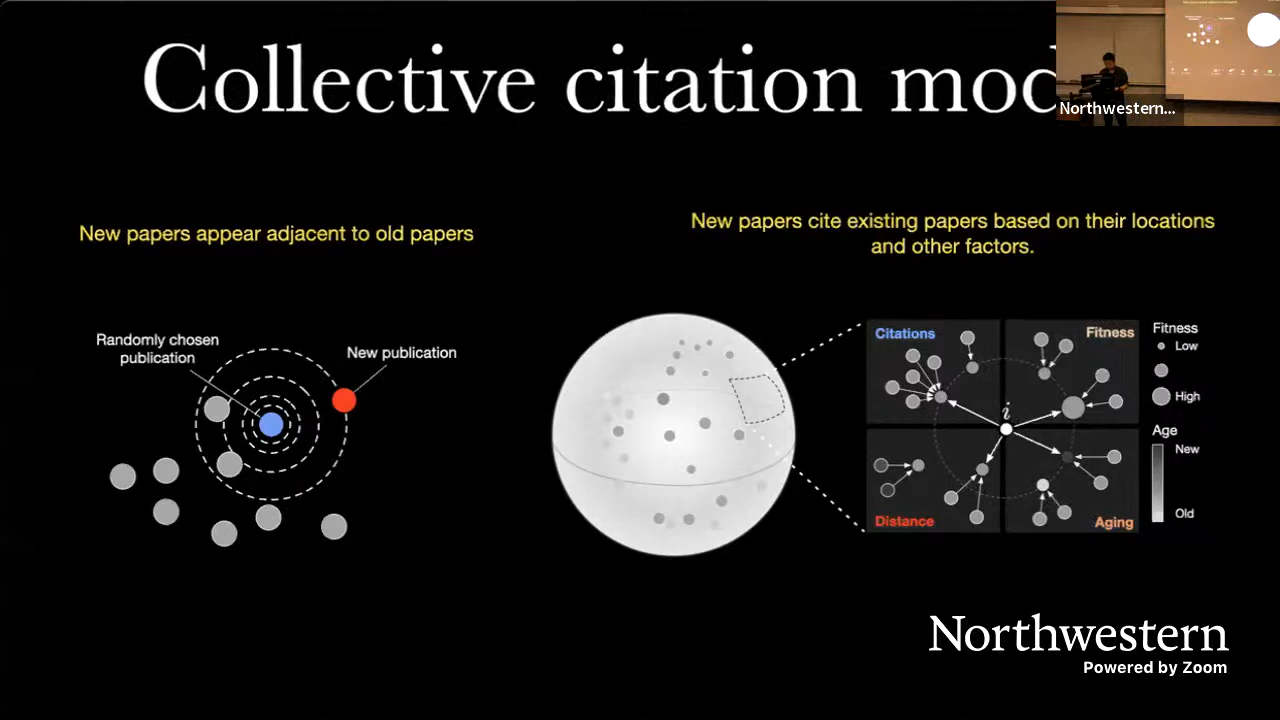 Collective citation mod
Northwestern...
New papers appear adjacent to old papers
New papers cite existing papers based on their locations
and other factors.
Randomly chosen
publication
New publication
Citations
Fitness
i
Distance
Aging
Fitness
Low
High
Age
New
Old
Northwestern
Powered by Zoom